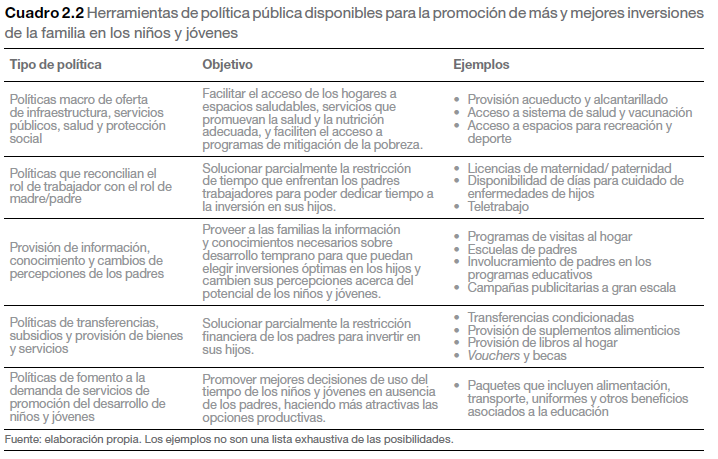 Cuadro 2.2 Herramientas de política pública disponibles para la promoción de más y mejores inversiones
de la familia en los niños y jóvenes
Tipo de política
Objetivo
Ejemplos
Políticas macro de oferta
de infraestructura, servicios
públicos, salud y protección
social
Facilitar el acceso de los hogares a
espacios saludables, servicios que
promuevan la salud y la nutrición
adecuada, y faciliten el acceso a
programas de mitigación de la pobreza.
• Provisión acueducto y alcantarillado
• Acceso a sistema de salud y vacunación
• Acceso a espacios para recreación y
deporte
Políticas que reconcilian el
rol de trabajador con el rol de
madre/padre
Solucionar parcialmente la restricción
de tiempo que enfrentan los padres
trabajadores para poder dedicar tiempo a
la inversión en sus hijos.
• Licencias de maternidad/ paternidad
• Disponibilidad de días para cuidado de
enfermedades de hijos
• Teletrabajo
Provisión de información,
conocimiento y cambios de
percepciones de los padres
Proveer a las familias la información
y conocimientos necesarios sobre
desarrollo temprano para que puedan
elegir inversiones óptimas en los hijos y
cambien sus percepciones acerca del
potencial de los niños y jóvenes.
• Programas de visitas al hogar
• Escuelas de padres
• Involucramiento de padres en los
programas educativos
• Campañas publicitarias a gran escala
Políticas de transferencias,
subsidios y provisión de bienes
y servicios
Solucionar parcialmente la restricción
financiera de los padres para invertir en
sus hijos.
• Transferencias condicionadas
• Provisión de suplementos alimenticios
• Provisión de libros al hogar
• Vouchers y becas
Políticas de fomento a la
demanda de servicios de
promoción del desarrollo de
niños y jóvenes
Promover mejores decisiones de uso del
tiempo de los niños y jóvenes en ausencia
de los padres, haciendo más atractivas las
opciones productivas.
• Paquetes que incluyen alimentación,
transporte, uniformes y otros beneficios
asociados a la educación
Fuente: elaboración propia. Los ejemplos no son una lista exhaustiva de las posibilidades.